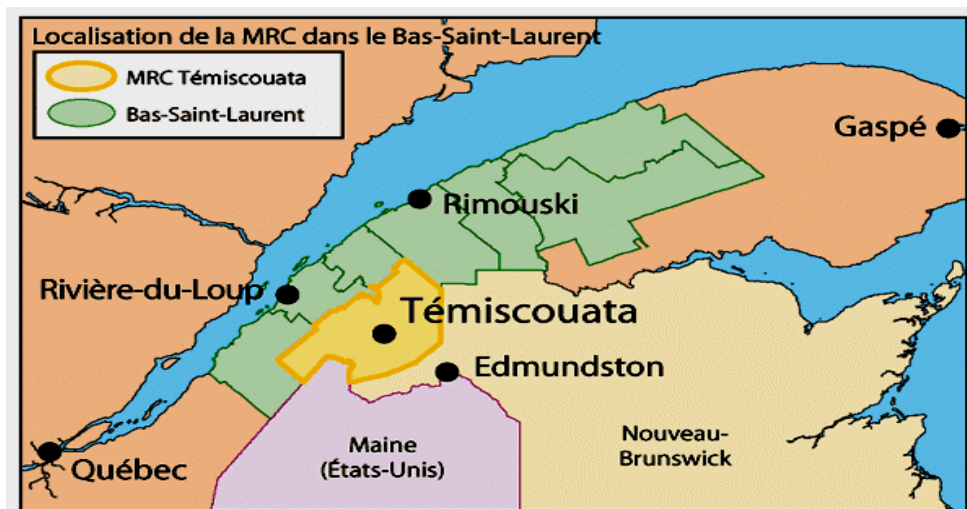 Localisation de la MRC dans le Bas-Saint-Laurent
MRC Témiscouata
Bas-Saint-Laurent
Gaspé
Rimouski
Rivière-du-Loup
Témiscouata
Edmundston
Québec
Maine
(États-Unis)
Nouveau-
Brunswick